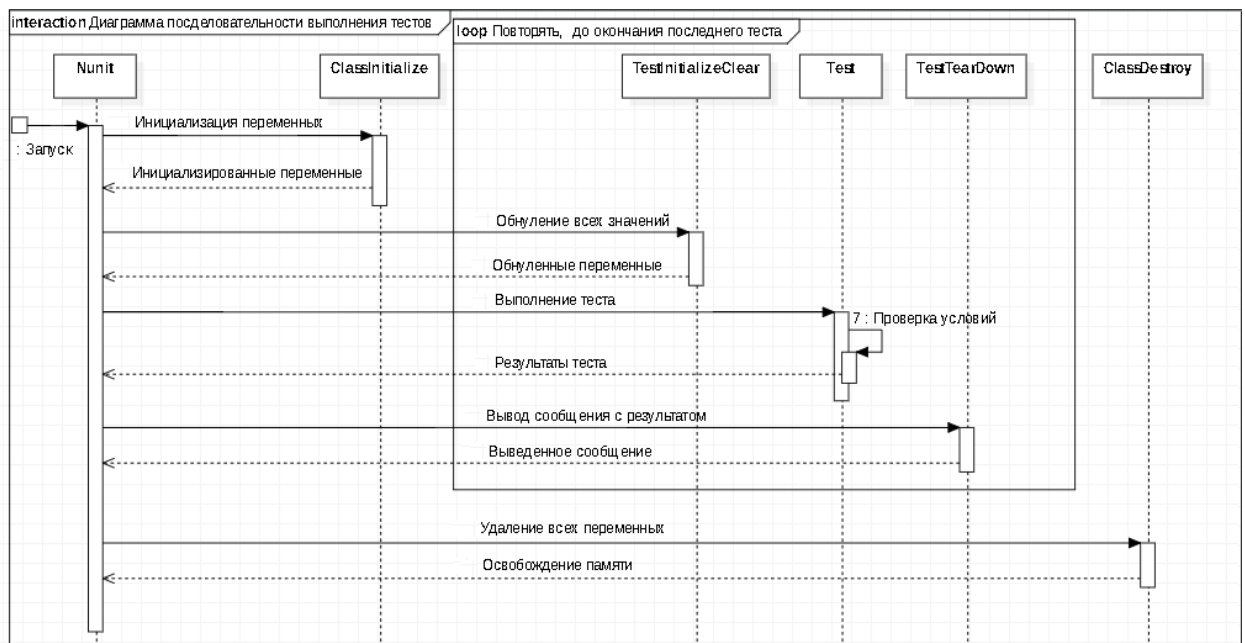 interaction Диаграмма посделовательности выполнения тестов
loop Повторять, до окончания последнего теста
Nunit
ClassInitialize
TestInitializeClear
Test
TestTearDown
ClassDestroy
: Запуск
Инициализация переменных
Инициализированные переменные
Обнуление всех значений
Обнуленные переменные
Выполнение теста
7 : Проверка условий
Результаты теста
Вывод сообщения с результатом
Выведенное сообщение
Удаление всех переменных
Освобождение памяти